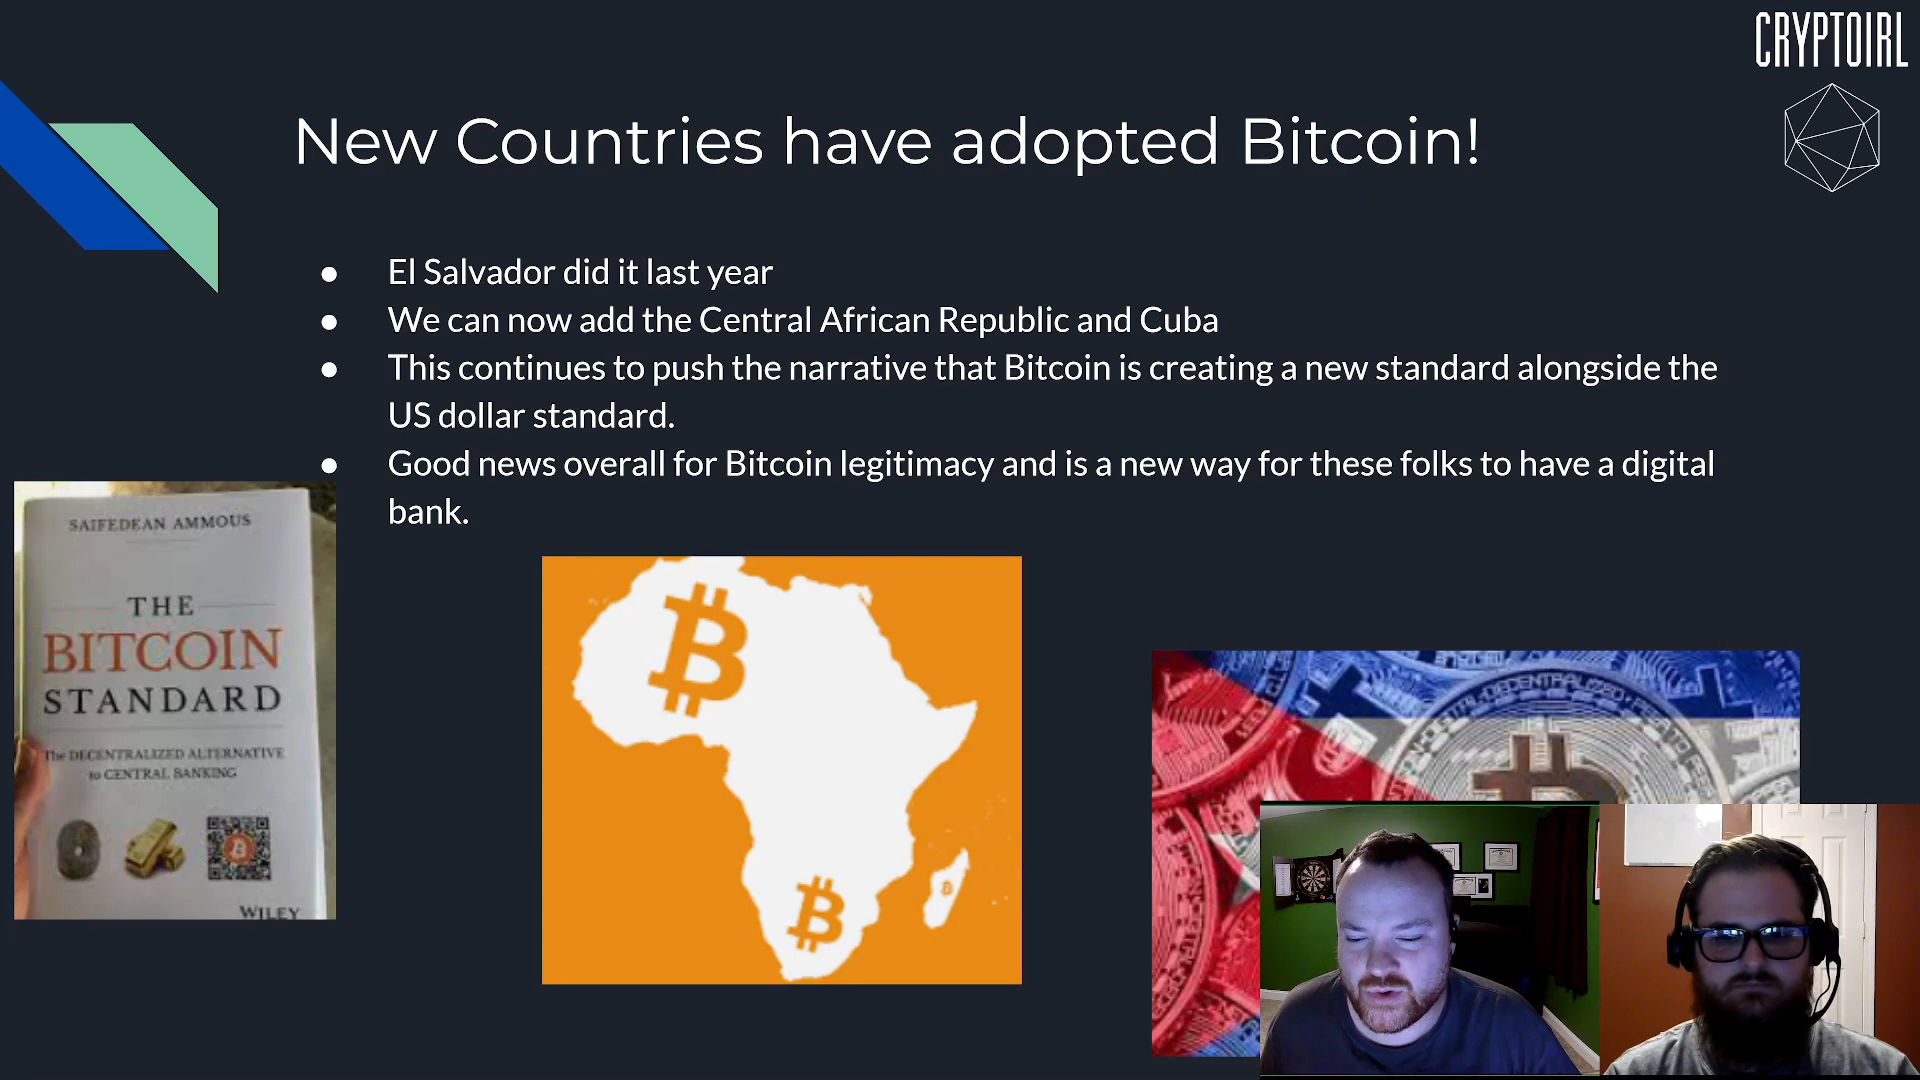 CRYPTOIRL
New Countries have adopted Bitcoin!
● El Salvador did it last year
● We can now add the Central African Republic and Cuba
● This continues to push the narrative that Bitcoin is creating a new standard alongside the
US dollar standard.
● Good news overall for Bitcoin legitimacy and is a new way for these folks to have a digital
bank.
SAIFEDEAN AMMOUS
THE
BITCOIN
STANDARD
The DECENTRALIZED ALTERNATIVE
to CENTRAL BANKING
WILEY
DECENTRALIZED